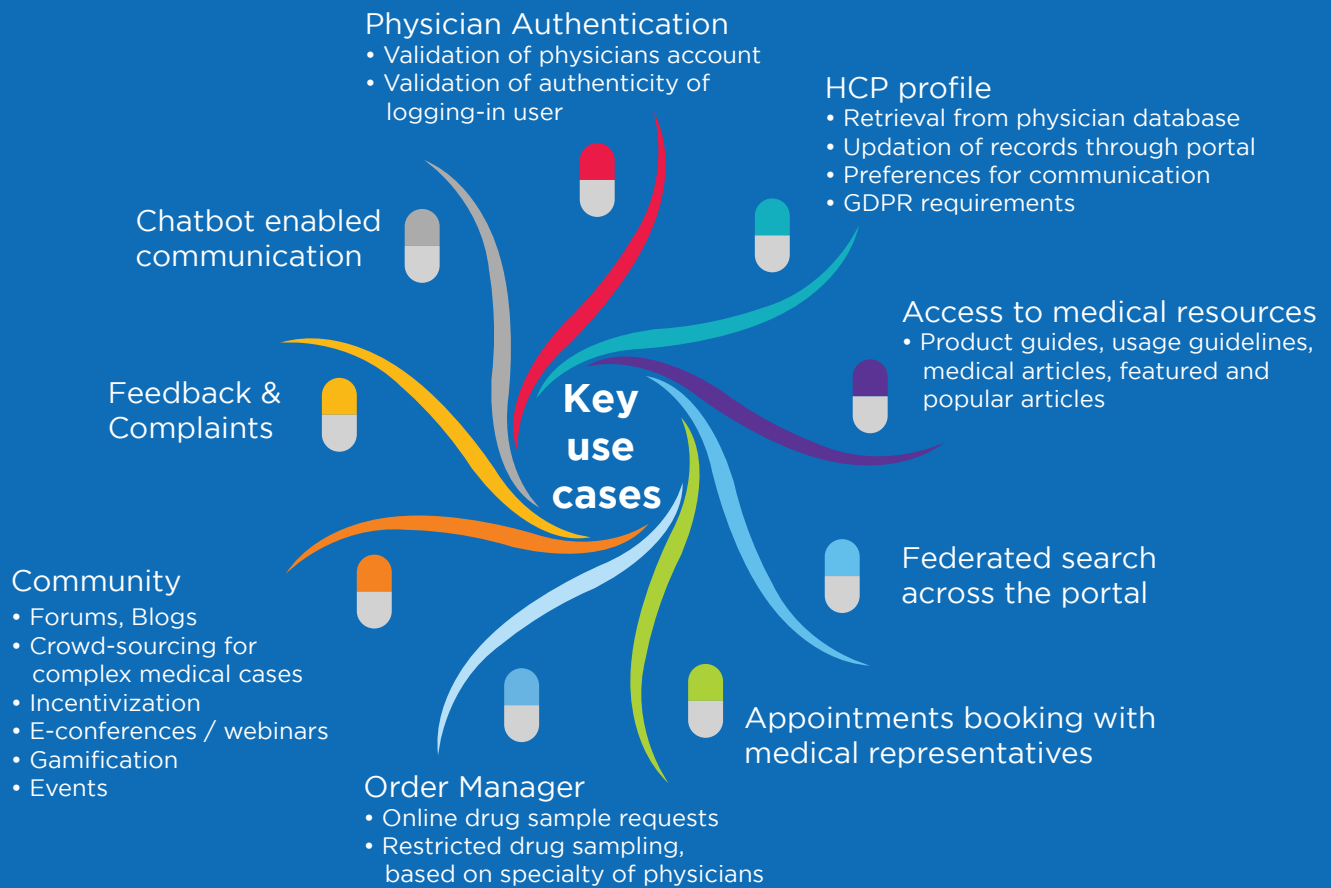 Physician Authentication
• Validation of physicians account
• Validation of authenticity of
logging-in user
HCP profile
• Retrieval from physician database
• Updation of records through portal
• Preferences for communication
• GDPR requirements
Access to medical resources
• Product guides, usage guidelines,
medical articles, featured and
popular articles
Federated search
across the portal
Appointments booking with
medical representatives
Order Manager
• Online drug sample requests
• Restricted drug sampling,
based on specialty of physicians
Community
• Forums, Blogs
• Crowd-sourcing for
complex medical cases
• Incentivization
• E-conferences / webinars
• Gamification
• Events
Feedback &
Complaints
Chatbot enabled
communication
Key
use
cases